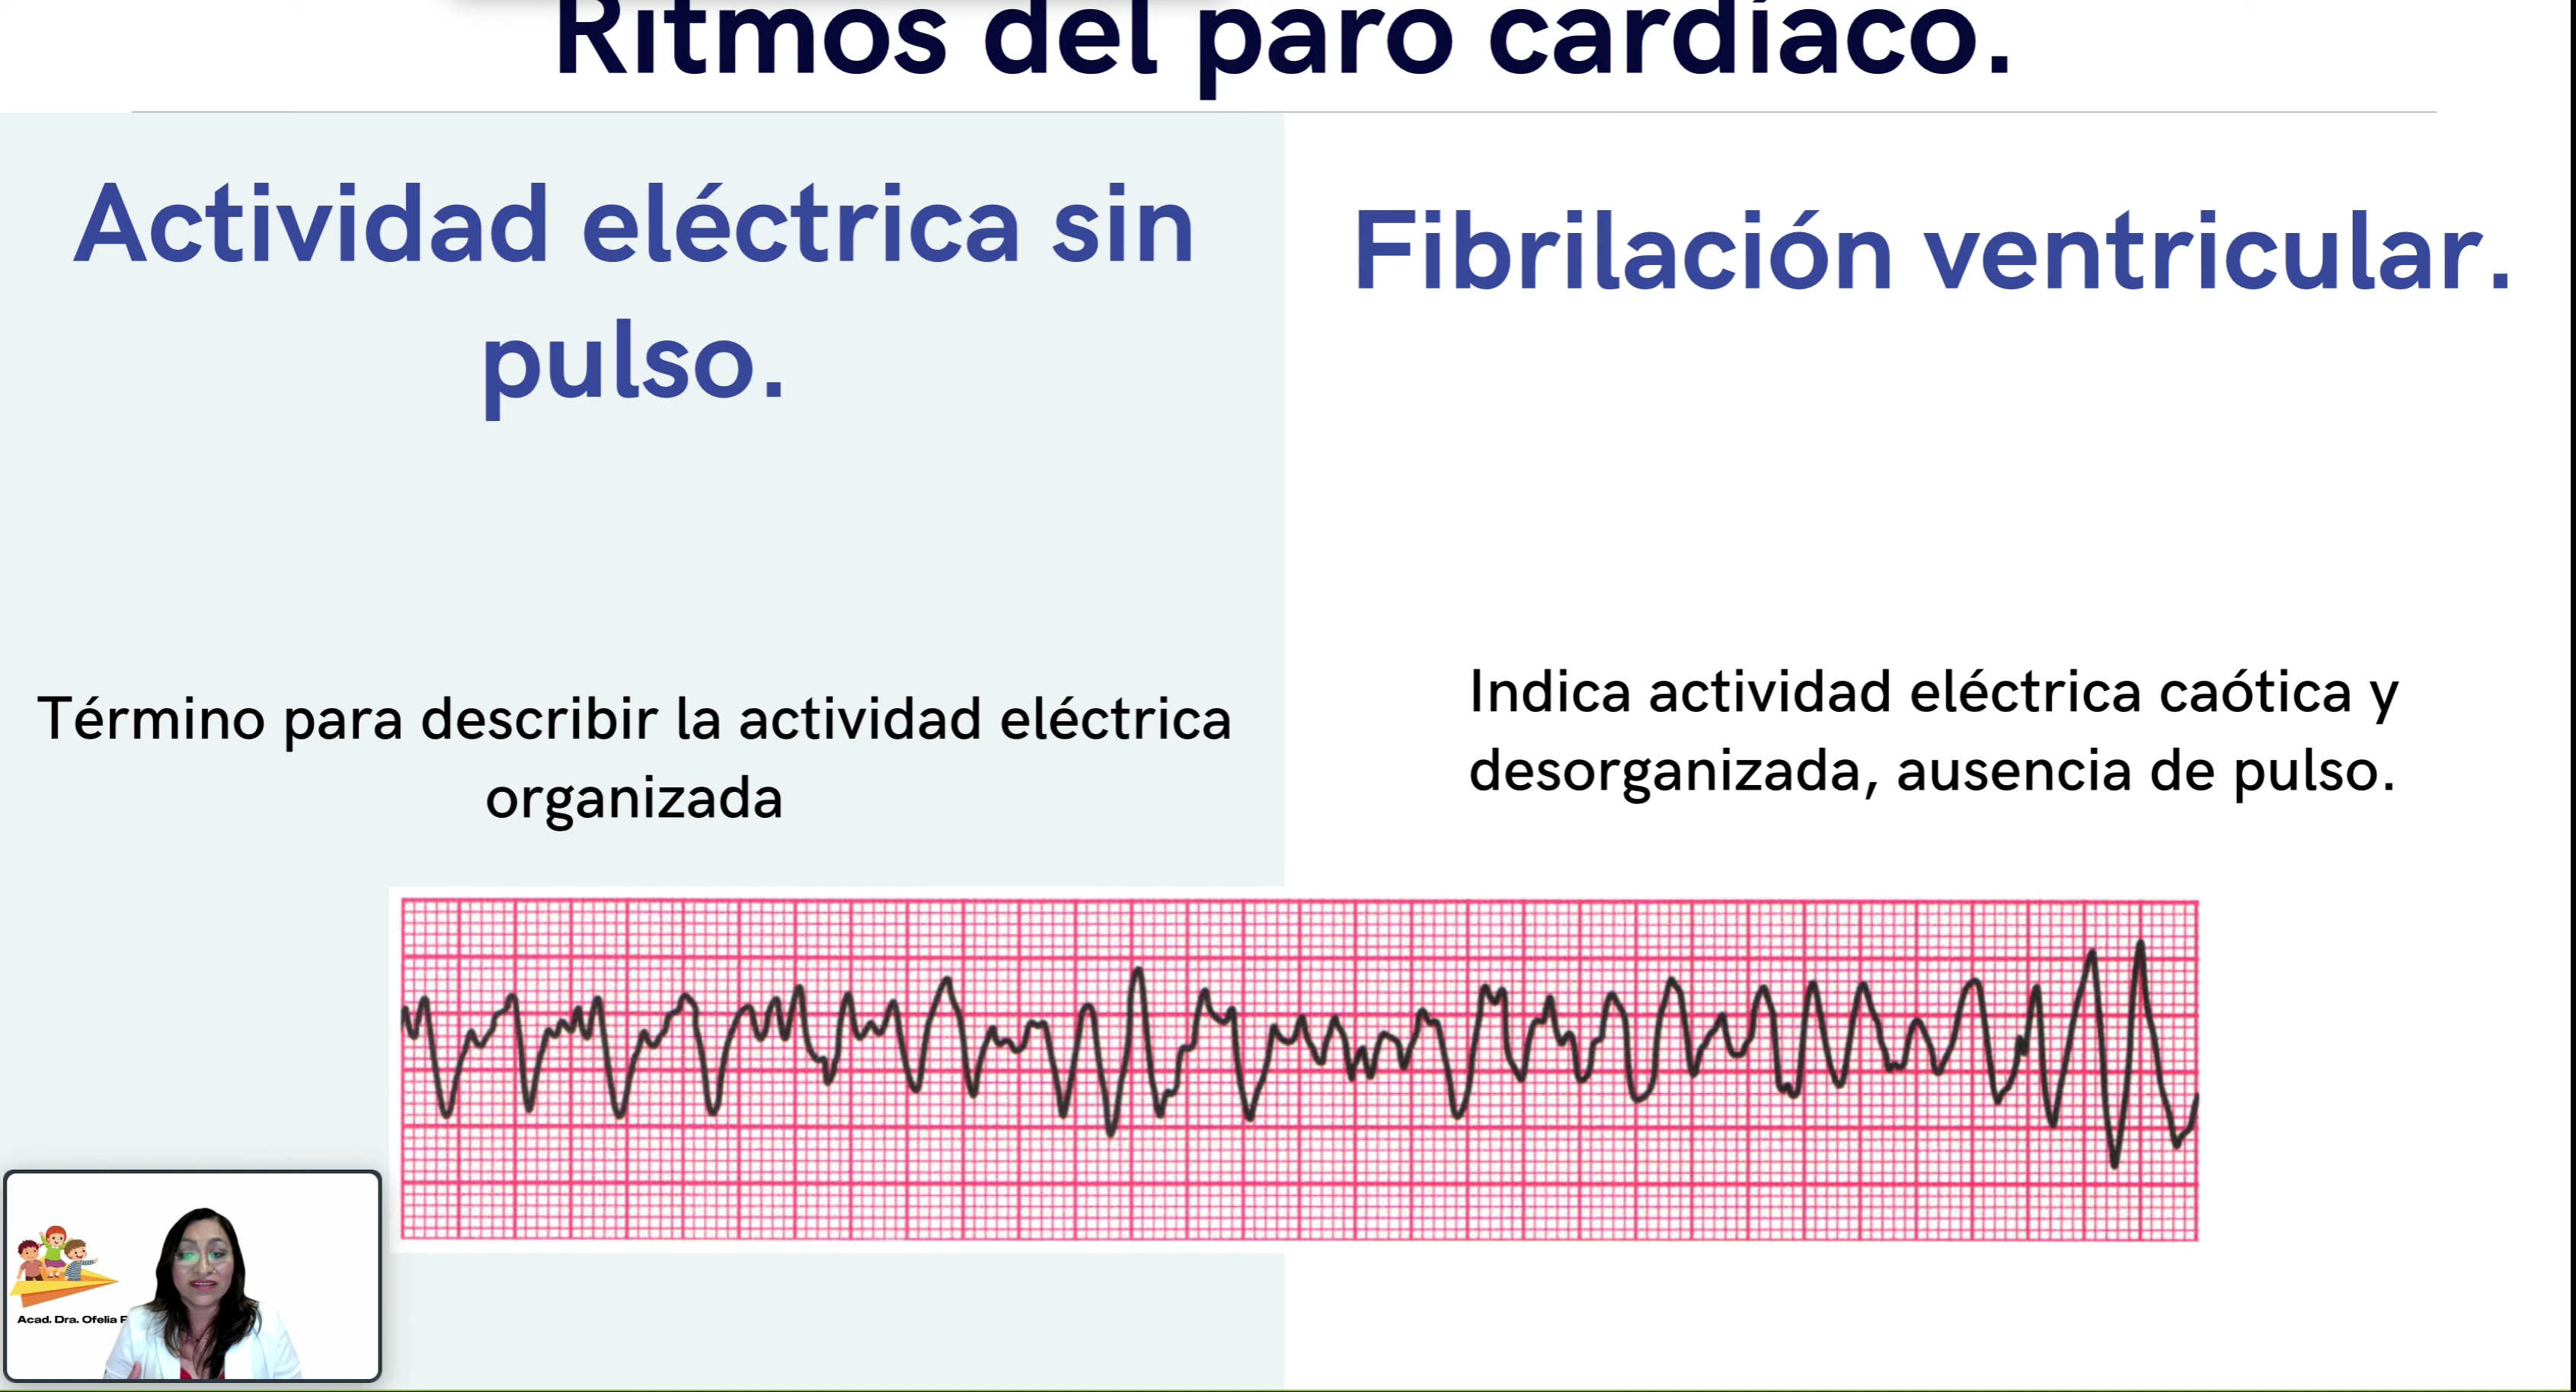 Ritmos del paro cardíaco.
Actividad eléctrica sin
pulso.
Término para describir la actividad eléctrica
organizada
Fibrilación ventricular.
Indica actividad eléctrica caótica y
desorganizada, ausencia de pulso.
Acad. Dra. Ofelia